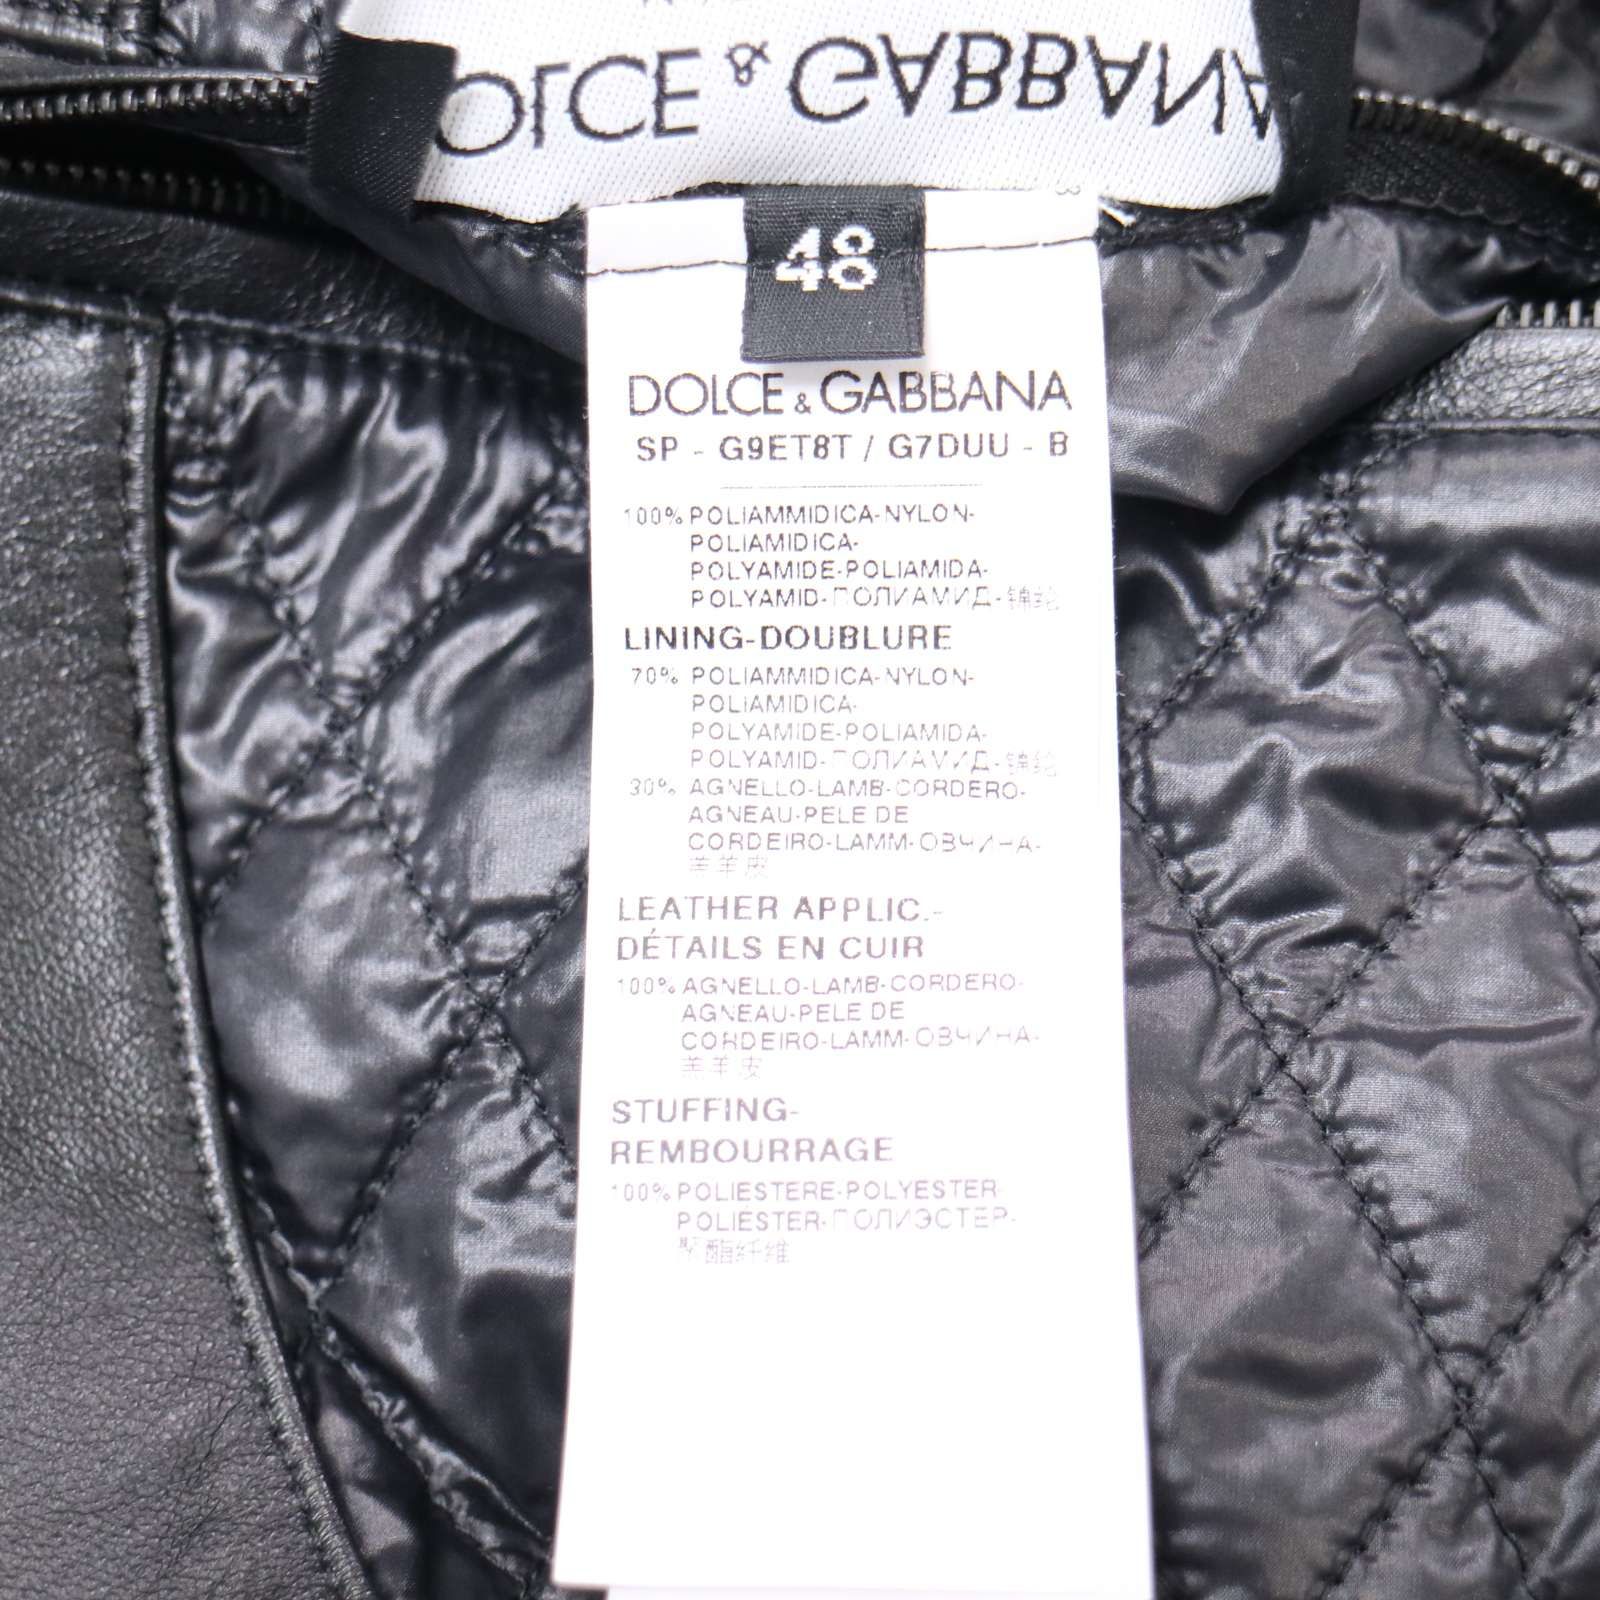 DOLCE & GABBANA
48
DOLCE & GABBANA
SP - G9ET8T / G7DUU - B
100% POLIAMMIDICA-NYLON-
POLIAMIDICA-
POLYAMIDE-POLIAMIDA-
POLYAMID-ПОЛИАМИД-锦纶
LINING-DOUBLURE
70% POLIAMMIDICA-NYLON-
POLIAMIDICA-
POLYAMIDE-POLIAMIDA-
POLYAMID-ПОЛИАМИД-锦纶
30% AGNELLO-LAMB-CORDERO-
AGNEAU-PELE DE
CORDEIRO-LAMM-ОВЧИНА-
羔羊皮
LEATHER APPLIC.-
DÉTAILS EN CUIR
100% AGNELLO-LAMB-CORDERO-
AGNEAU-PELE DE
CORDEIRO-LAMM-ОВЧИНА-
羔羊皮
STUFFING-
REMBOURRAGE
100% POLIESTERE-POLYESTER-
POLIÉSTER-ПОЛИЭСТЕР-
聚酯纤维